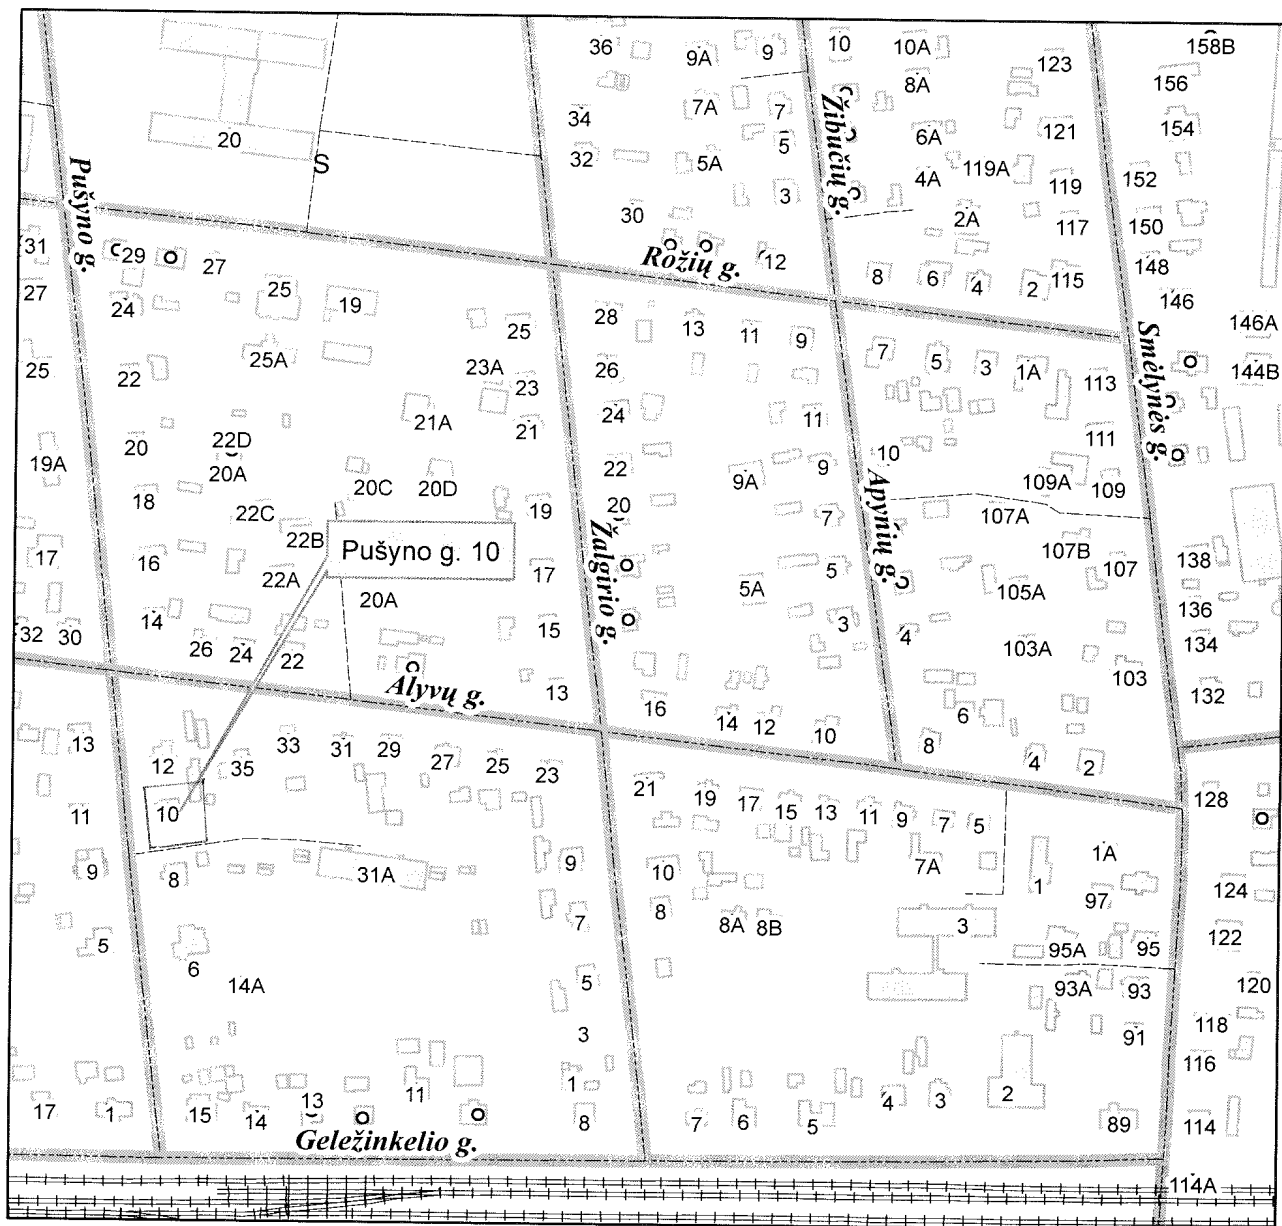 36
9A
9
10
10A
123
158B
156
8A
7A
7
34
Žibučių g.
6A
121
154
20
S
32
5A
5
4A
119A
119
152
Pušyno g.
30
3
2A
117
150
31
29
27
Rožių g.
12
8
6
4
2
115
148
27
24
25
19
146
28
13
11
9
25
146A
25A
7
5
3
1A
Smėlynės g.
144B
25
22
23A
23
26
113
21A
21
24
11
111
20
22D
19A
20A
22
9A
9
10
109A
109
18
20C
20D
22C
19
20
7
107A
22B
Pušyno g. 10
Žalgirio g.
Apynių g.
107B
17
16
22A
17
5A
5
105A
107
138
20A
136
32
30
14
26
24
22
15
3
4
103A
134
103
Alyvų g.
13
16
14
12
10
6
132
13
12
35
33
31
29
27
25
23
8
4
2
10
21
19
17
15
13
11
9
7
5
128
11
9
8
31A
9
10
7A
1
1A
97
124
8
8A
8B
3
95A
95
122
5
6
14A
7
5
93A
93
120
3
91
118
116
17
1
15
14
13
11
1
8
7
6
5
4
3
2
89
114
Geležinkelio g.
114A